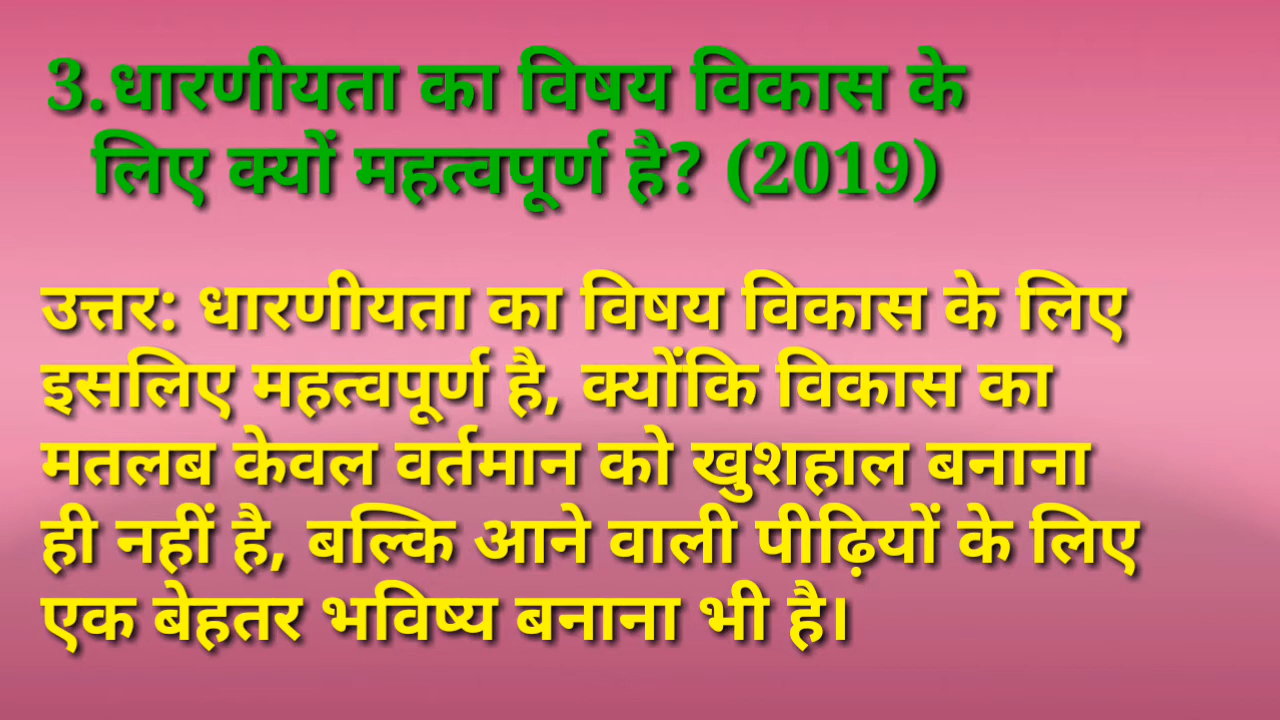 3.धारणीयता का विषय विकास के
लिए क्यों महत्वपूर्ण है? (2019)
उत्तर: धारणीयता का विषय विकास के लिए
इसलिए महत्वपूर्ण है, क्योंकि विकास का
मतलब केवल वर्तमान को खुशहाल बनाना
ही नहीं है, बल्कि आने वाली पीढ़ियों के लिए
एक बेहतर भविष्य बनाना भी है।